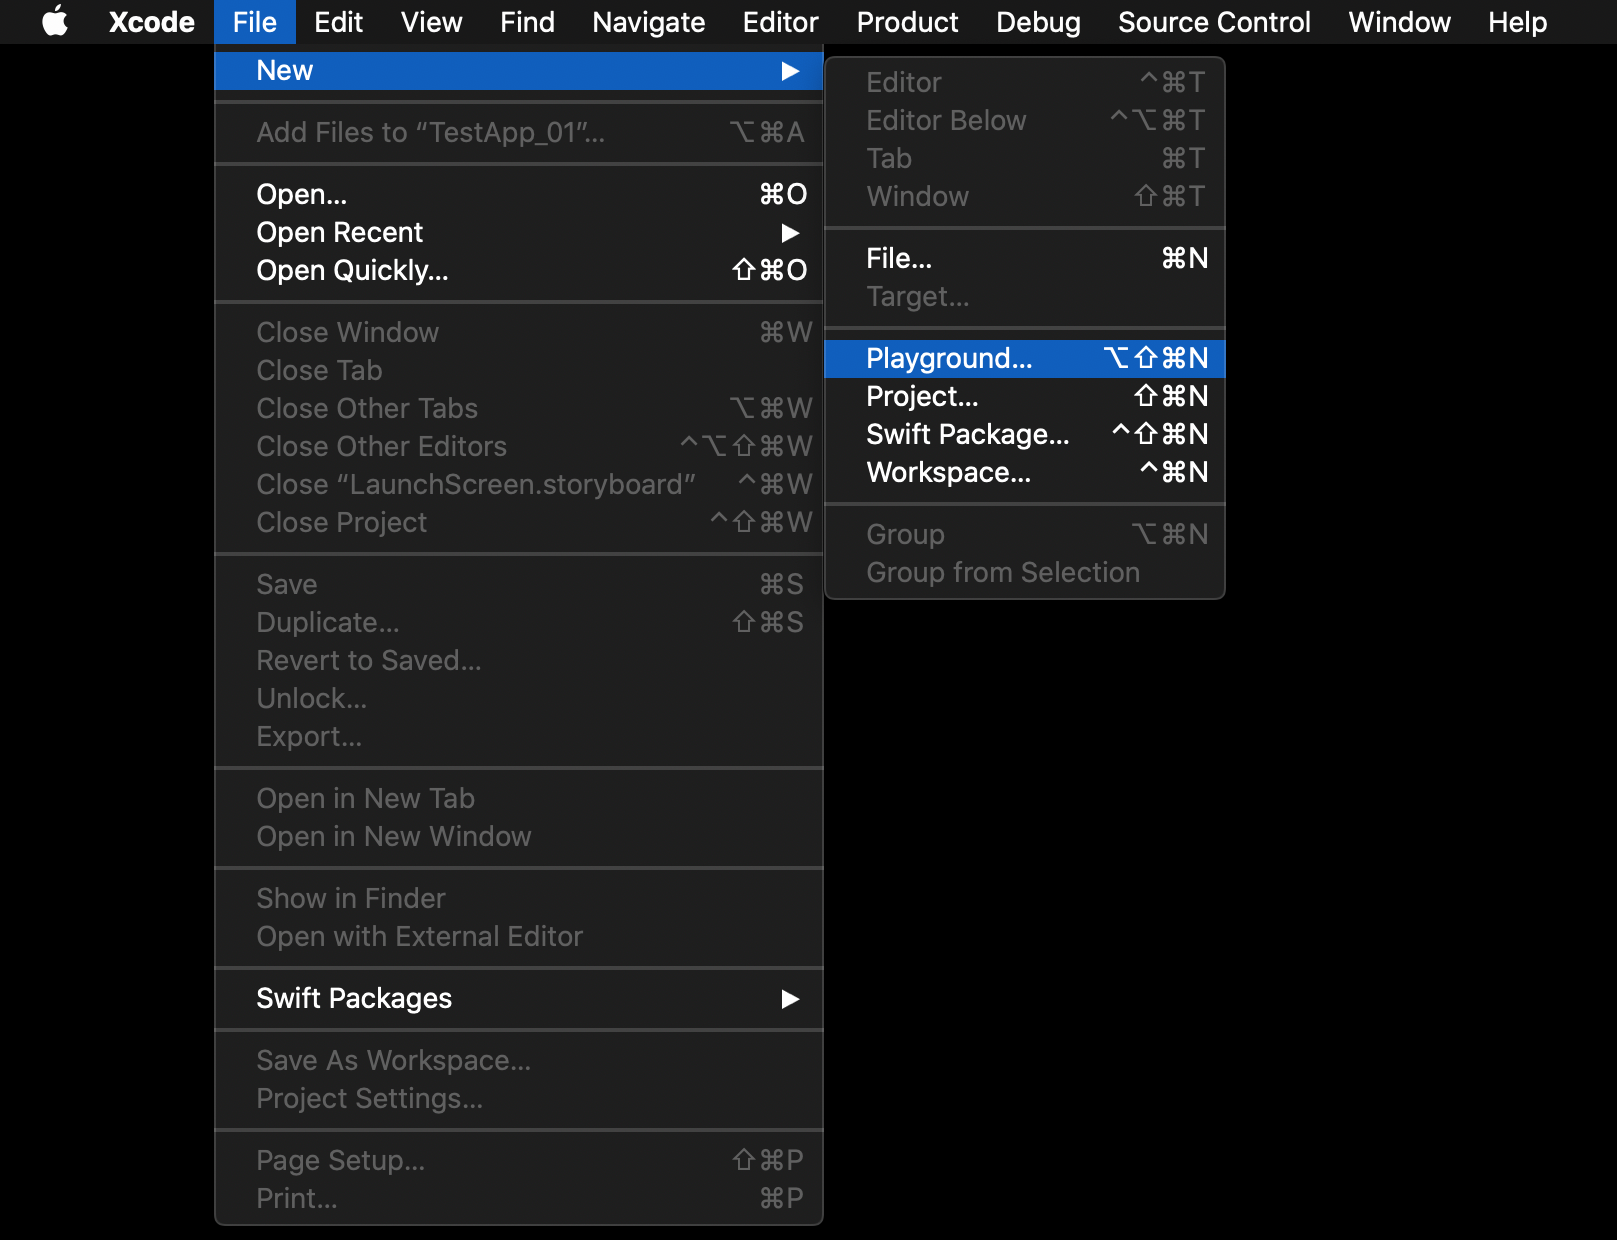 Xcode File Edit View Find Navigate Editor Product Debug Source Control Window Help
New ▶
Add Files to “TestApp_01”... ⌥⌘A
Open... ⌘O
Open Recent ▶
Open Quickly... ⇧⌘O
Close Window ⌘W
Close Tab
Close Other Tabs ⌥⌘W
Close Other Editors ^⌥⇧⌘W
Close “LaunchScreen.storyboard” ^⌘W
Close Project ^⇧⌘W
Save ⌘S
Duplicate... ⇧⌘S
Revert to Saved...
Unlock...
Export...
Open in New Tab
Open in New Window
Show in Finder
Open with External Editor
Swift Packages ▶
Save As Workspace...
Project Settings...
Page Setup... ⇧⌘P
Print... ⌘P
Editor ^⌘T
Editor Below ^⌥⌘T
Tab ⌘T
Window ⇧⌘T
File... ⌘N
Target...
Playground... ⌥⇧⌘N
Project... ⇧⌘N
Swift Package... ^⇧⌘N
Workspace... ^⌘N
Group ⌥⌘N
Group from Selection